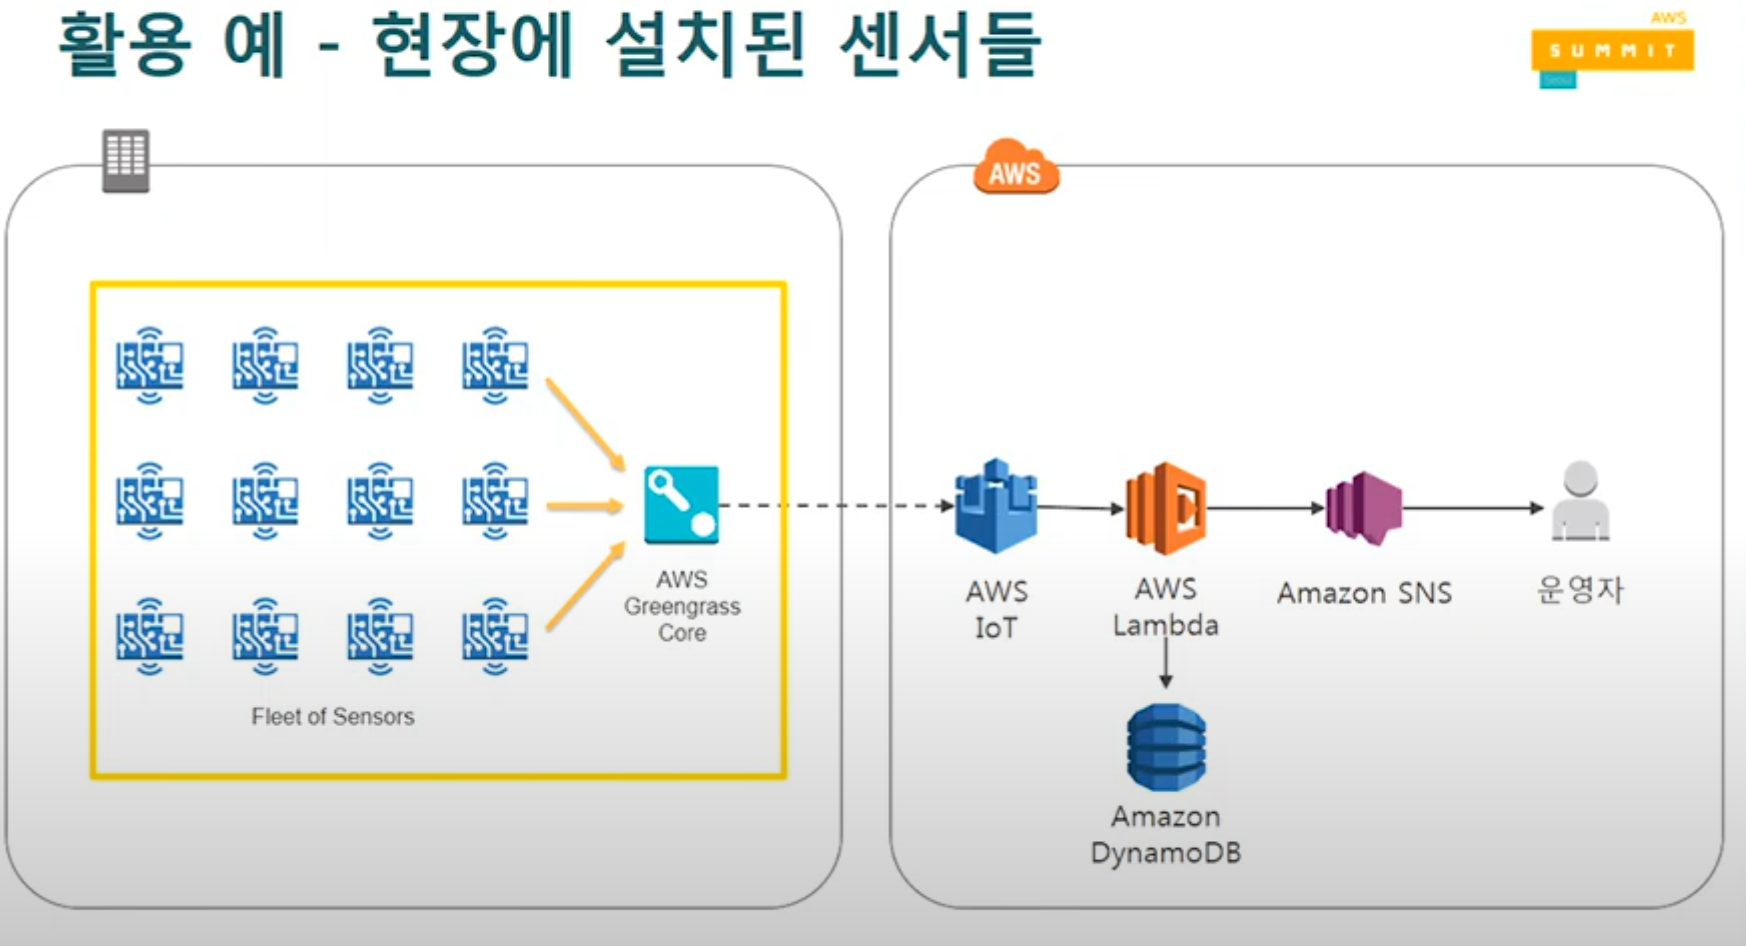 활용 예 - 현장에 설치된 센서들
AWS
SUMMIT
Seoul
AWS
AWS
Greengrass
Core
Fleet of Sensors
AWS
IoT
AWS
Lambda
Amazon SNS
운영자
Amazon
DynamoDB